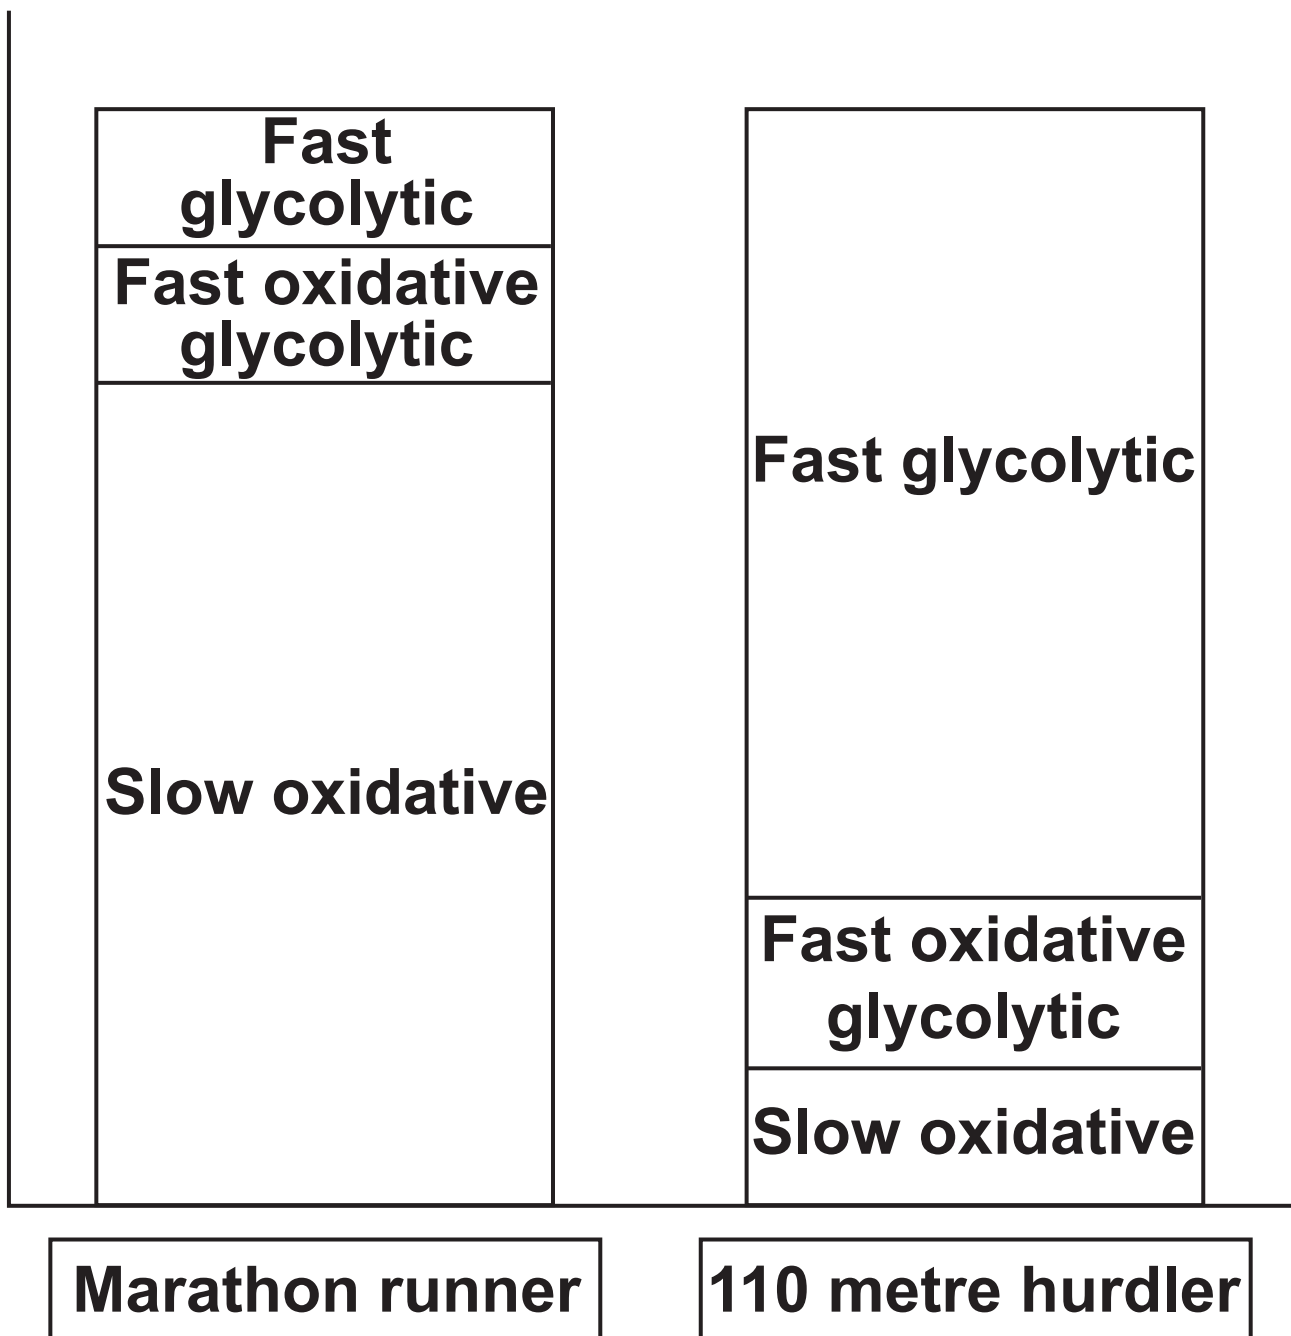 Fast
glycolytic
Fast oxidative
glycolytic
Slow oxidative
Fast glycolytic
Fast oxidative
glycolytic
Slow oxidative
Marathon runner
110 metre hurdler